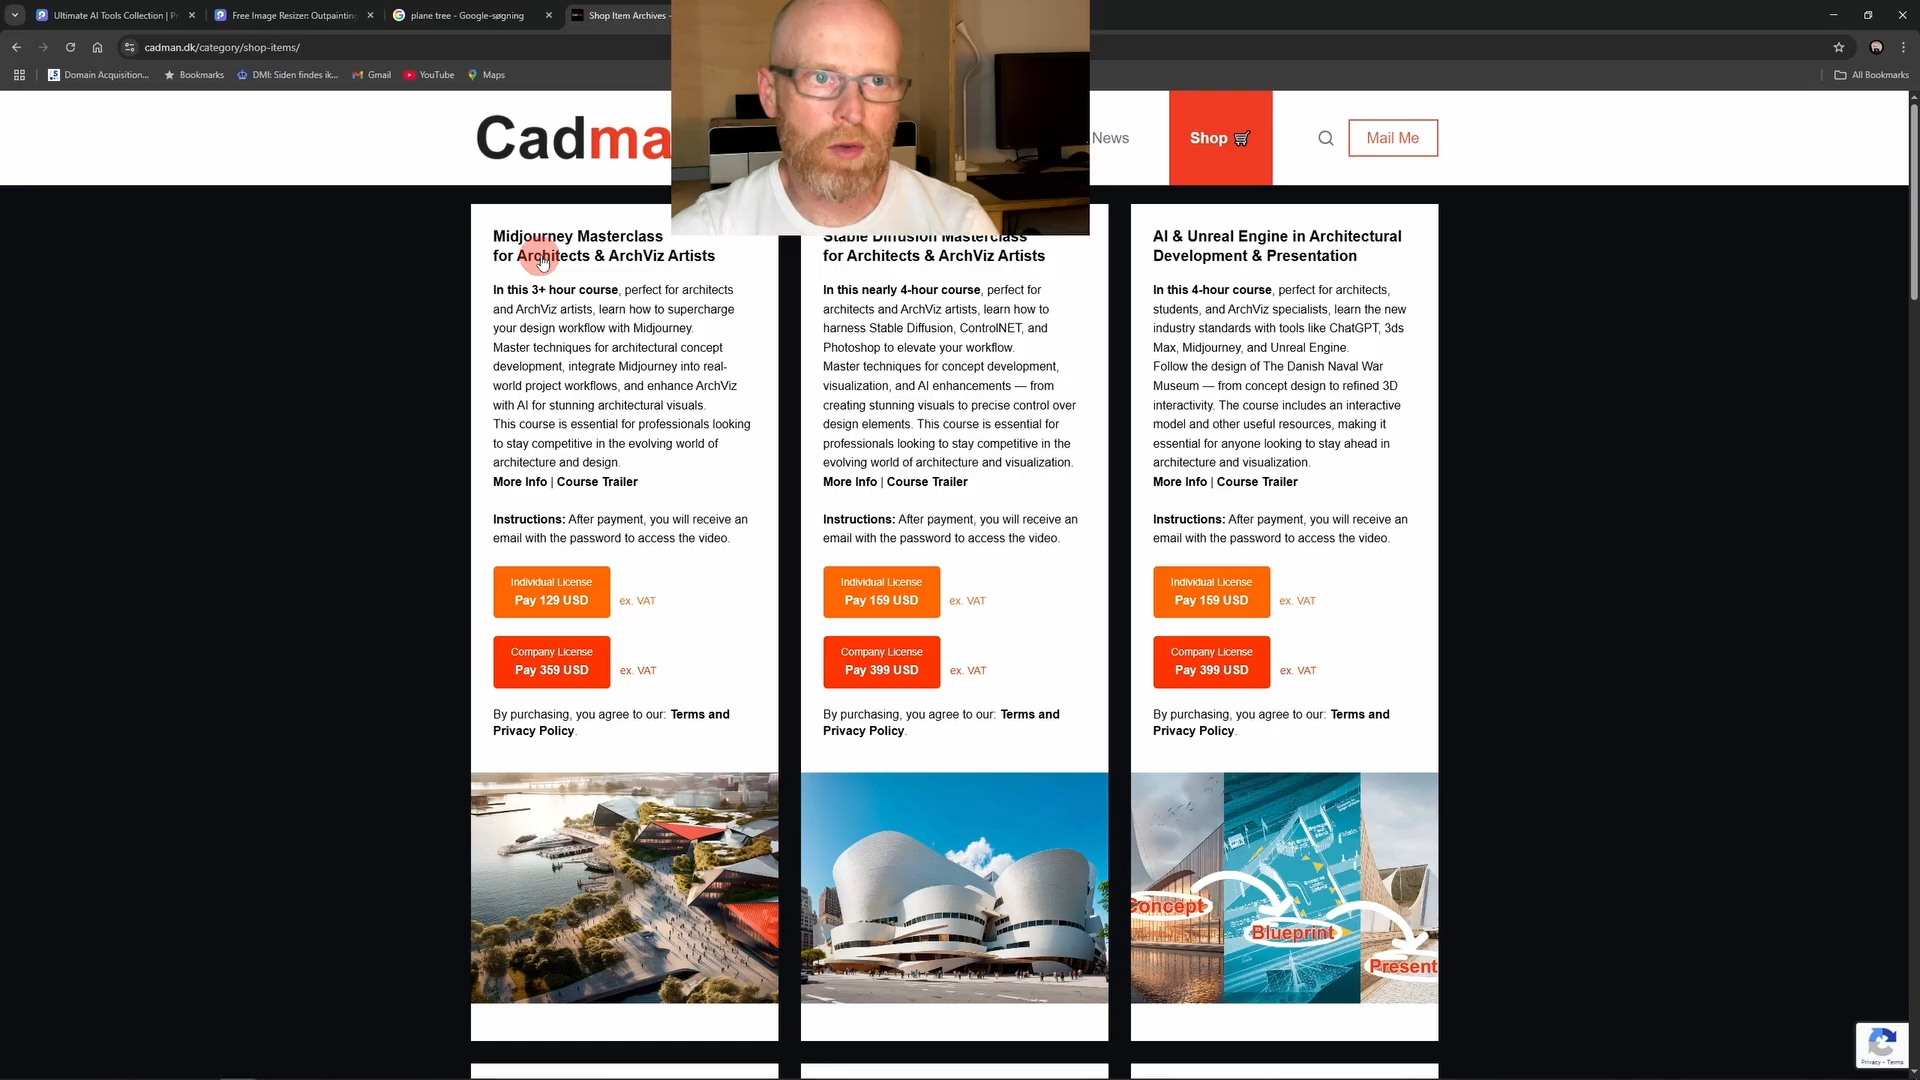 Ultimate AI Tools Collection | P
Free Image Resizer: Outpainting
plane tree - Google-søgning
Shop Item Archives -
cadman.dk/category/shop-items/
Domain Acquisition...
Bookmarks
DMI: Siden findes ik...
Gmail
YouTube
Maps
All Bookmarks
Cadma
News
Shop
Mail Me
Midjourney Masterclass
for Architects & ArchViz Artists
In this 3+ hour course, perfect for architects
and ArchViz artists, learn how to supercharge
your design workflow with Midjourney.
Master techniques for architectural concept
development, integrate Midjourney into real-
world project workflows, and enhance ArchViz
with AI for stunning architectural visuals.
This course is essential for professionals looking
to stay competitive in the evolving world of
architecture and design.
More Info | Course Trailer
Instructions: After payment, you will receive an
email with the password to access the video.
Individual License
Pay 129 USD
ex. VAT
Company License
Pay 359 USD
ex. VAT
By purchasing, you agree to our: Terms and
Privacy Policy.
Stable Diffusion Masterclass
for Architects & ArchViz Artists
In this nearly 4-hour course, perfect for
architects and ArchViz artists, learn how to
harness Stable Diffusion, ControlNET, and
Photoshop to elevate your workflow.
Master techniques for concept development,
visualization, and AI enhancements — from
creating stunning visuals to precise control over
design elements. This course is essential for
professionals looking to stay competitive in the
evolving world of architecture and visualization.
More Info | Course Trailer
Instructions: After payment, you will receive an
email with the password to access the video.
Individual License
Pay 159 USD
ex. VAT
Company License
Pay 399 USD
ex. VAT
By purchasing, you agree to our: Terms and
Privacy Policy.
AI & Unreal Engine in Architectural
Development & Presentation
In this 4-hour course, perfect for architects,
students, and ArchViz specialists, learn the new
industry standards with tools like ChatGPT, 3ds
Max, Midjourney, and Unreal Engine.
Follow the design of The Danish Naval War
Museum — from concept design to refined 3D
interactivity. The course includes an interactive
model and other useful resources, making it
essential for anyone looking to stay ahead in
architecture and visualization.
More Info | Course Trailer
Instructions: After payment, you will receive an
email with the password to access the video.
Individual License
Pay 159 USD
ex. VAT
Company License
Pay 399 USD
ex. VAT
By purchasing, you agree to our: Terms and
Privacy Policy.
Concept
Blueprint
Present
Privacy - Terms